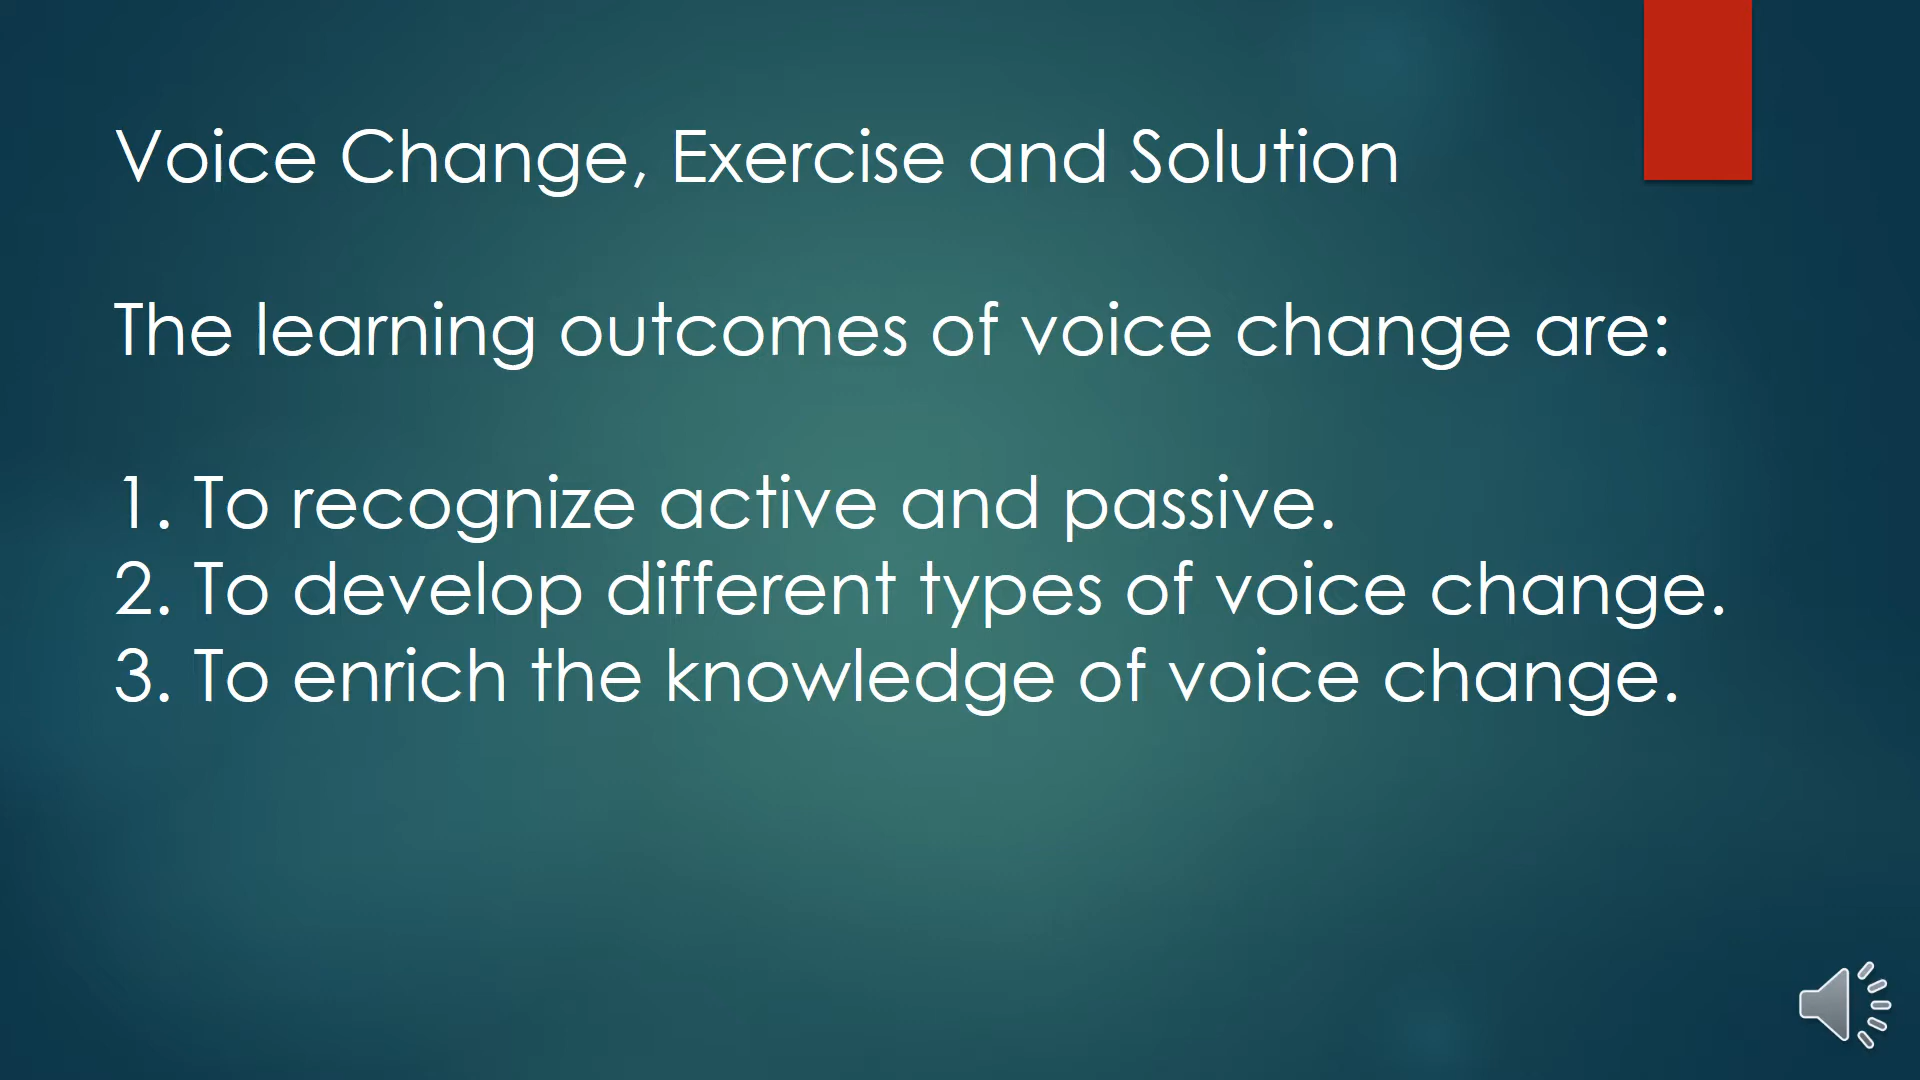 Voice Change, Exercise and Solution
The learning outcomes of voice change are:
1. To recognize active and passive.
2. To develop different types of voice change.
3. To enrich the knowledge of voice change.